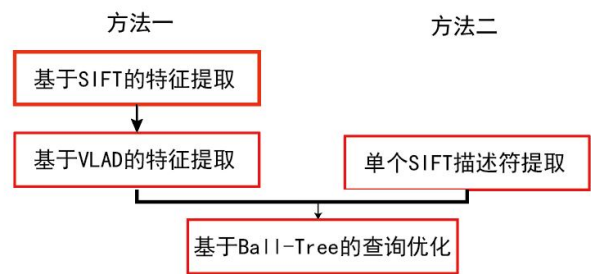 方法一
方法二
基于SIFT的特征提取
基于VLAD的特征提取
单个SIFT描述符提取
基于Ball-Tree的查询优化